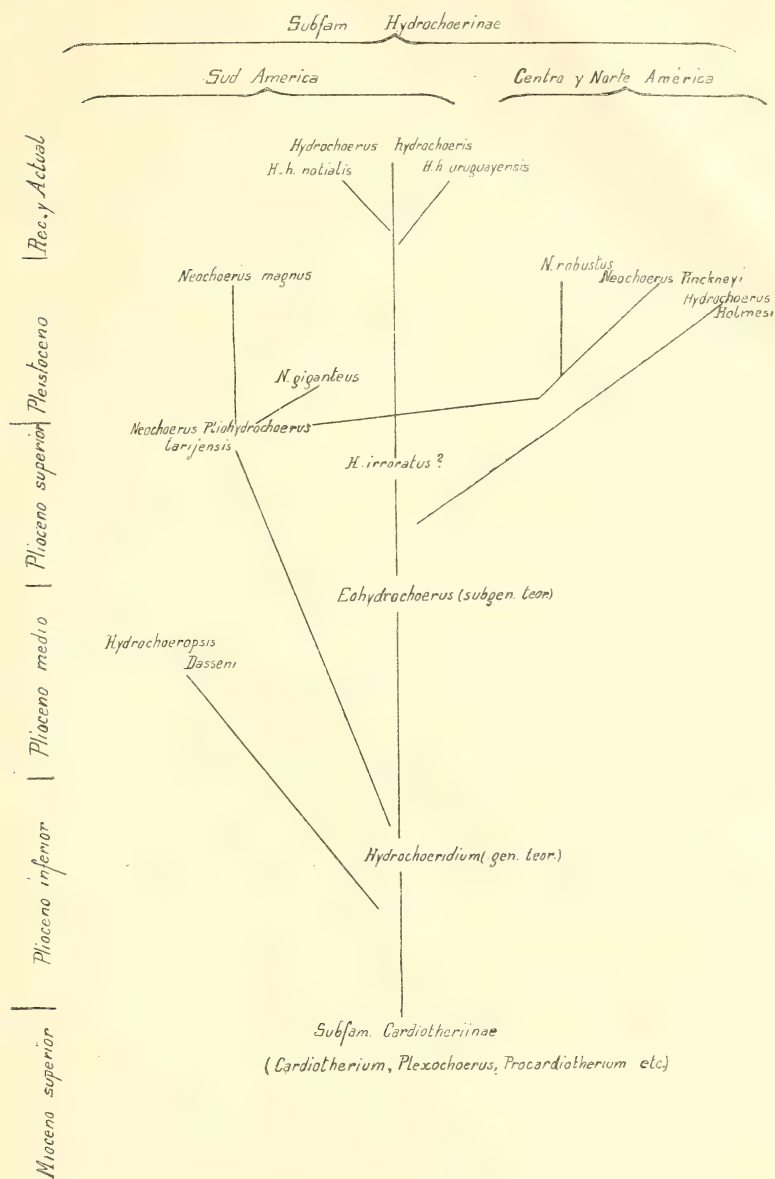 Subfam Hydrochoerinae
Sud America
Centro y Norte América
Rec. y Actual
Hydrochoerus hydrochoeris
H.h. notialis
H.h uruguayensis
Pleistoceno
Neochoerus magnus
N. robustus
Neochoerus Pinckneyi
Hydrochoerus
Holmesi
N. giganteus
Plioceno superior
Neochoerus Pliohydrochoerus
tarijensis
H. irroratus?
Eohydrochoerus (subgen. teor.)
Plioceno medio
Hydrochoeropsis
Dasseni
Plioceno inferior
Hydrochoeridium (gen. teor.)
Mioceno superior
Subfam. Cardiotheriinae
(Cardiotherium, Plexochoerus, Procardiotherium etc.)